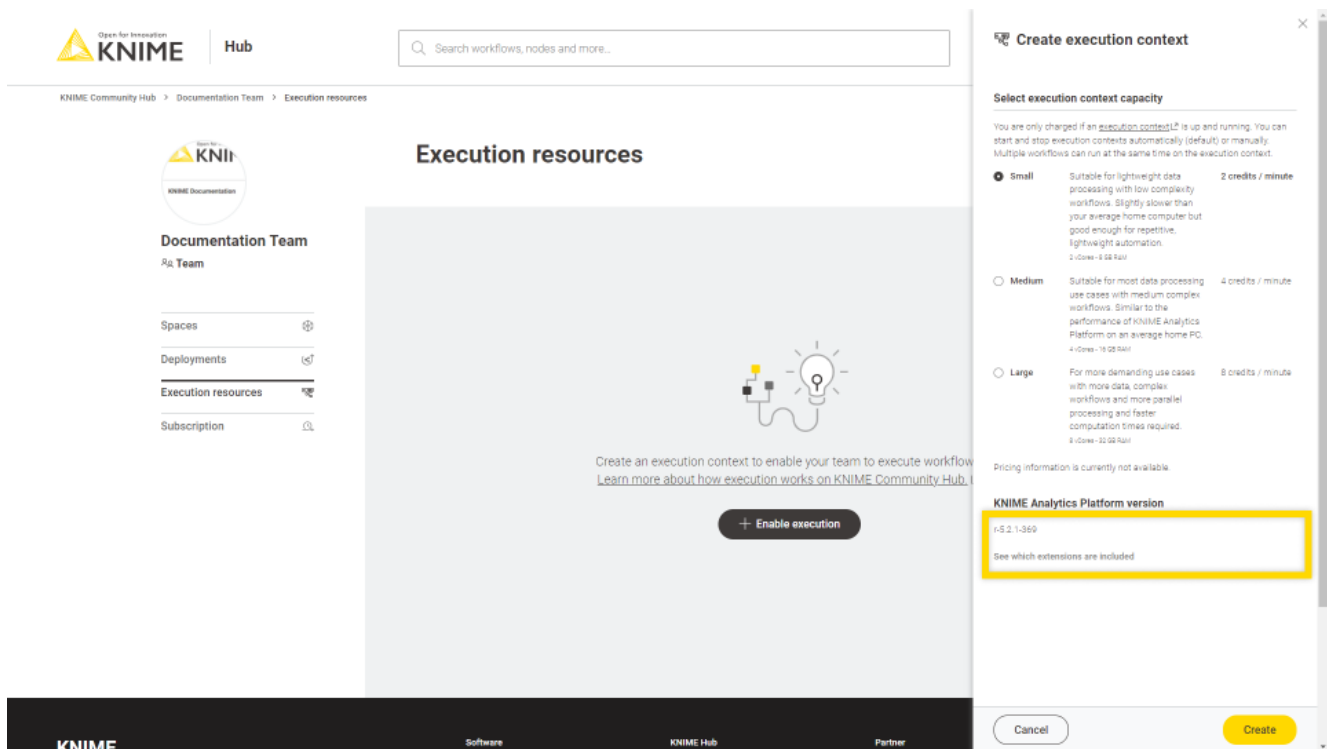 Open for Innovation
KNIME
Hub
Search workflows, nodes and more...
KNIME Community Hub > Documentation Team > Execution resources
KNIME Documentation
Documentation Team
Team
Spaces
Deployments
Execution resources
Subscription
Execution resources
Create an execution context to enable your team to execute workflow
Learn more about how execution works on KNIME Community Hub.
+ Enable execution
Create execution context
Select execution context capacity
You are only charged if an execution context is up and running. You can
start and stop execution contexts automatically (default) or manually.
Multiple workflows can run at the same time on the execution context.
Small
Suitable for lightweight data
2 credits / minute
processing with low complexity
workflows. Slightly slower than
your average home computer but
good enough for repetitive,
lightweight automation.
2 vCores - 8 GB RAM
Medium
Suitable for most data processing
4 credits / minute
use cases with medium complex
workflows. Similar to the
performance of KNIME Analytics
Platform on an average home PC.
4 vCores - 16 GB RAM
Large
For more demanding use cases
8 credits / minute
with more data, complex
workflows and more parallel
processing and faster
computation times required.
8 vCores - 32 GB RAM
Pricing information is currently not available.
KNIME Analytics Platform version
r-5.2.1-369
See which extensions are included
Cancel
Create
KNIME
Software
KNIME Hub
Partner